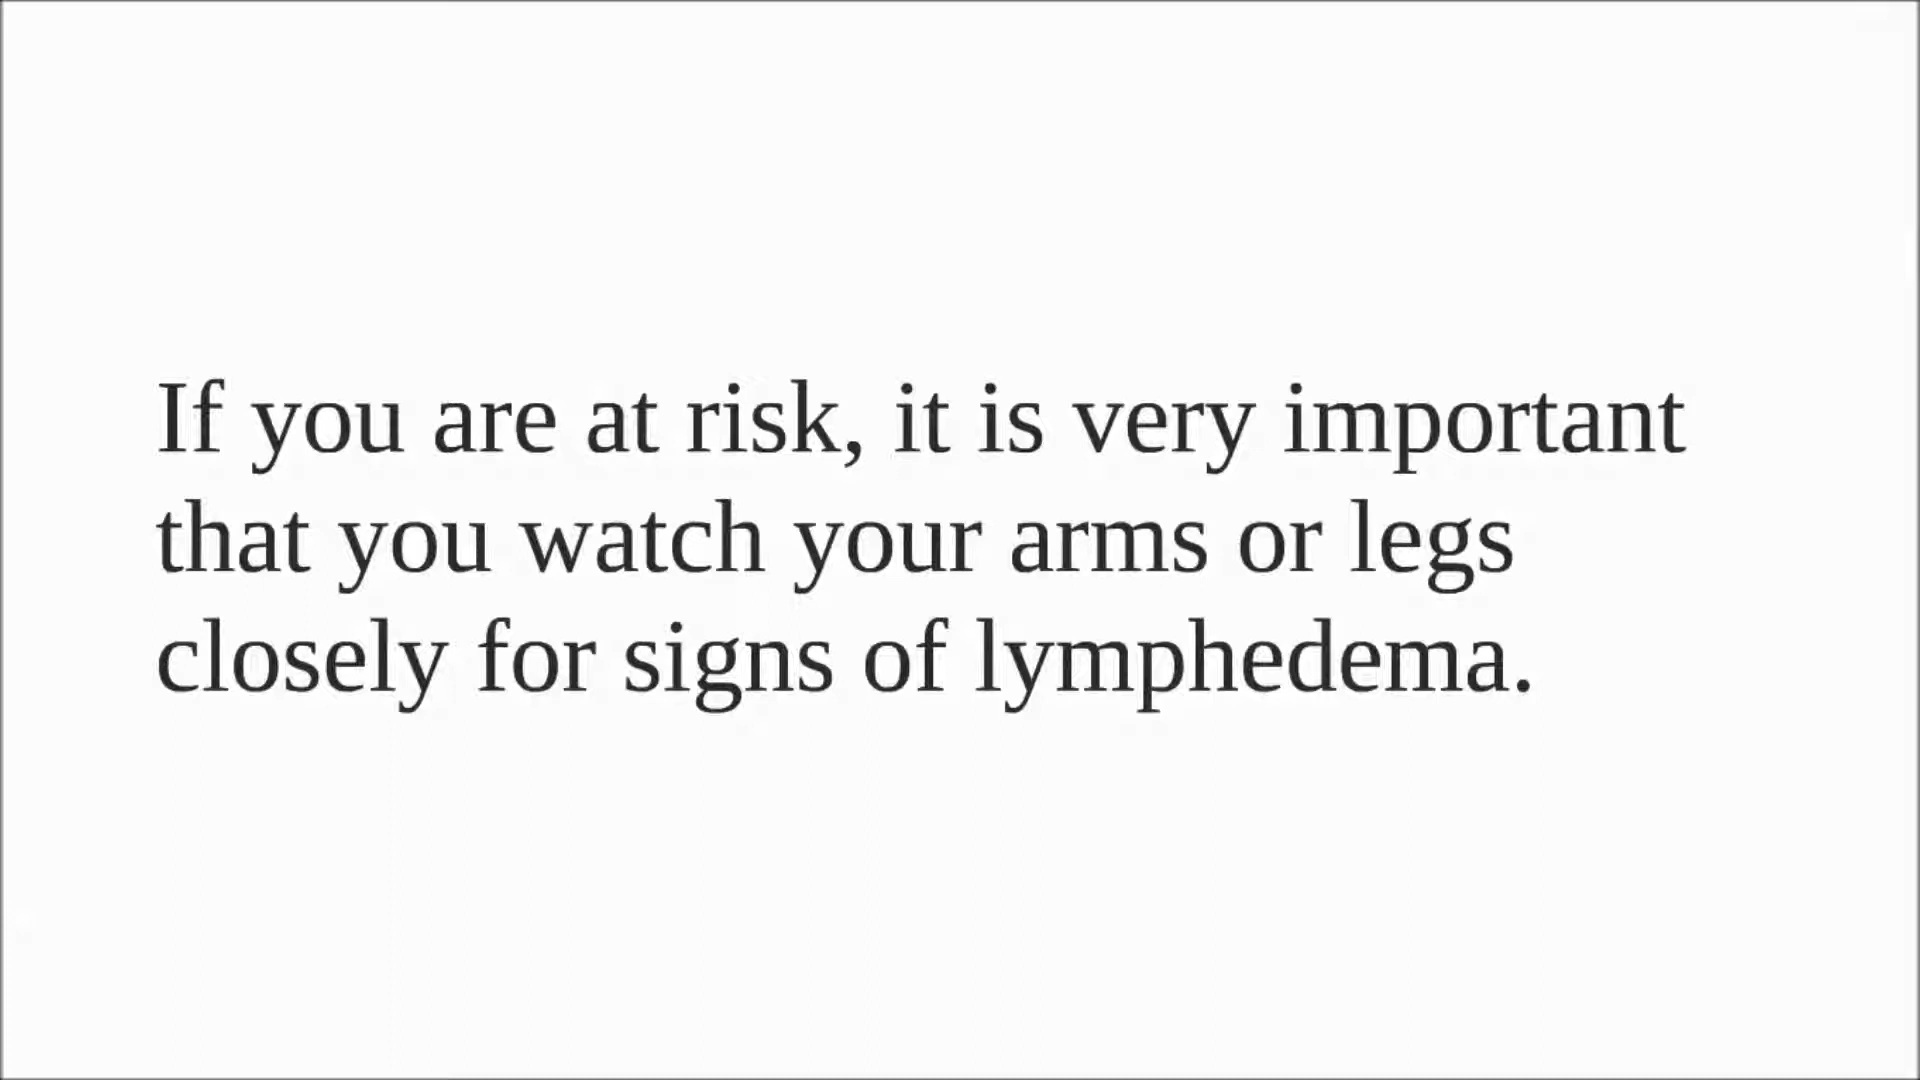 If you are at risk, it is very important
that you watch your arms or legs
closely for signs of lymphedema.